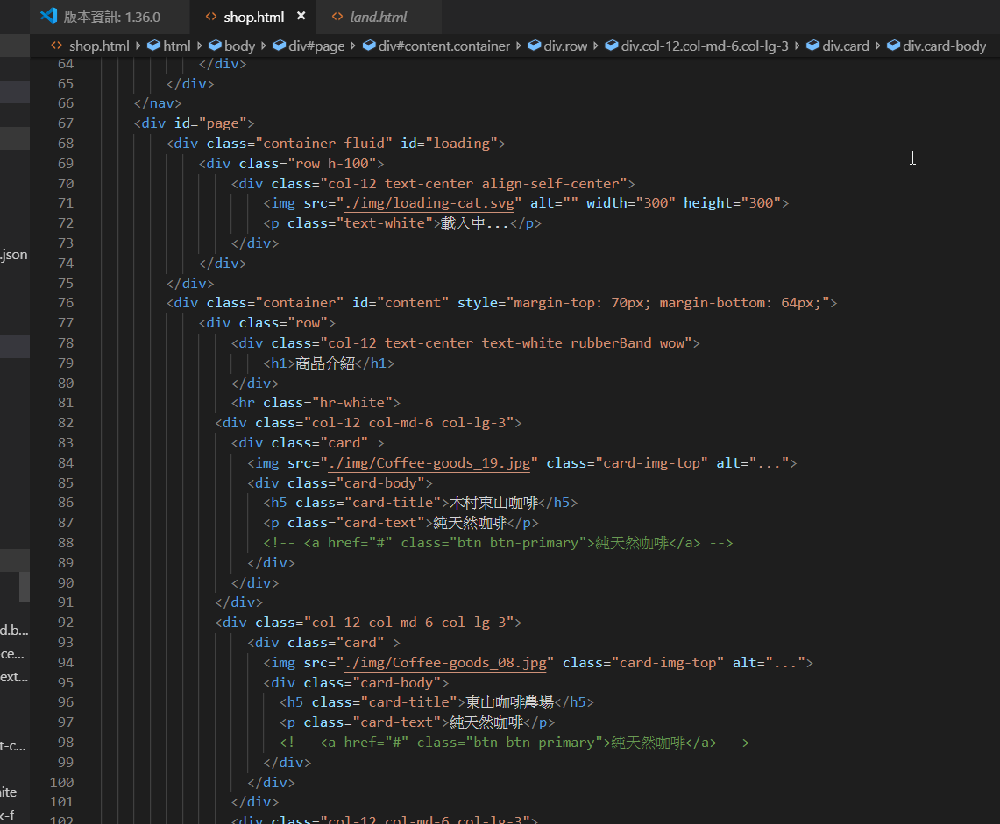 版本資訊: 1.36.0 shop.html × land.html
shop.html html body div#page div#content.container div.row div.col-12.col-md-6.col-lg-3 div.card div.card-body
64 </div>
65 </div>
66 </nav>
67 <div id="page">
68 <div class="container-fluid" id="loading">
69 <div class="row h-100">
70 <div class="col-12 text-center align-self-center">
71 <img src="./img/loading-cat.svg" alt="" width="300" height="300">
72 <p class="text-white">載入中...</p>
73 </div>
74 </div>
75 </div>
76 <div class="container" id="content" style="margin-top: 70px; margin-bottom: 64px;">
77 <div class="row">
78 <div class="col-12 text-center text-white rubberBand wow">
79 <h1>商品介紹</h1>
80 </div>
81 <hr class="hr-white">
82 <div class="col-12 col-md-6 col-lg-3">
83 <div class="card" >
84 <img src="./img/Coffee-goods_19.jpg" class="card-img-top" alt="...">
85 <div class="card-body">
86 <h5 class="card-title">木村東山咖啡</h5>
87 <p class="card-text">純天然咖啡</p>
88 <!-- <a href="#" class="btn btn-primary">純天然咖啡</a> -->
89 </div>
90 </div>
91 </div>
92 <div class="col-12 col-md-6 col-lg-3">
93 <div class="card" >
94 <img src="./img/Coffee-goods_08.jpg" class="card-img-top" alt="...">
95 <div class="card-body">
96 <h5 class="card-title">東山咖啡農場</h5>
97 <p class="card-text">純天然咖啡</p>
98 <!-- <a href="#" class="btn btn-primary">純天然咖啡</a> -->
99 </div>
100 </div>
101 </div>
102 <div class="col-12 col-md-6 col-lg-3">
.json
d.b...
ce...
ext...
t-c...
ite
k-f